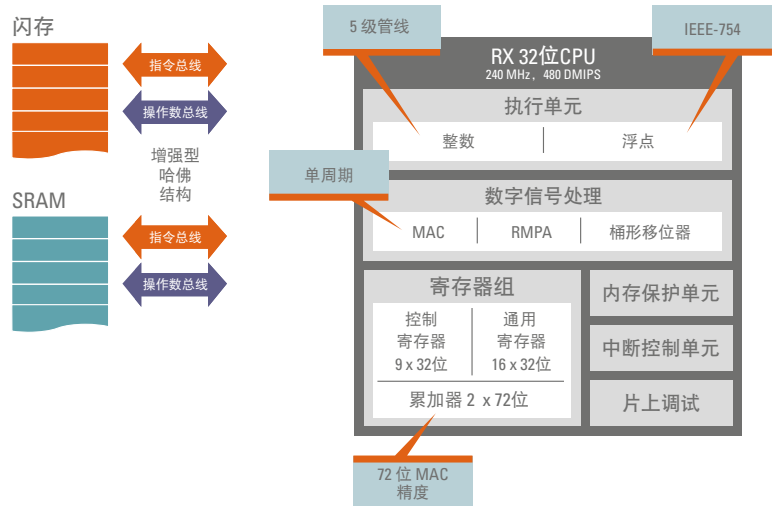 闪存
指令总线
操作数总线
增强型
哈佛
结构
SRAM
指令总线
操作数总线
5 级管线
IEEE-754
RX 32位CPU
240 MHz，480 DMIPS
执行单元
整数
浮点
单周期
数字信号处理
MAC
RMPA
桶形移位器
寄存器组
控制
寄存器
9 x 32位
通用
寄存器
16 x 32位
累加器 2 x 72位
内存保护单元
中断控制单元
片上调试
72 位 MAC
精度